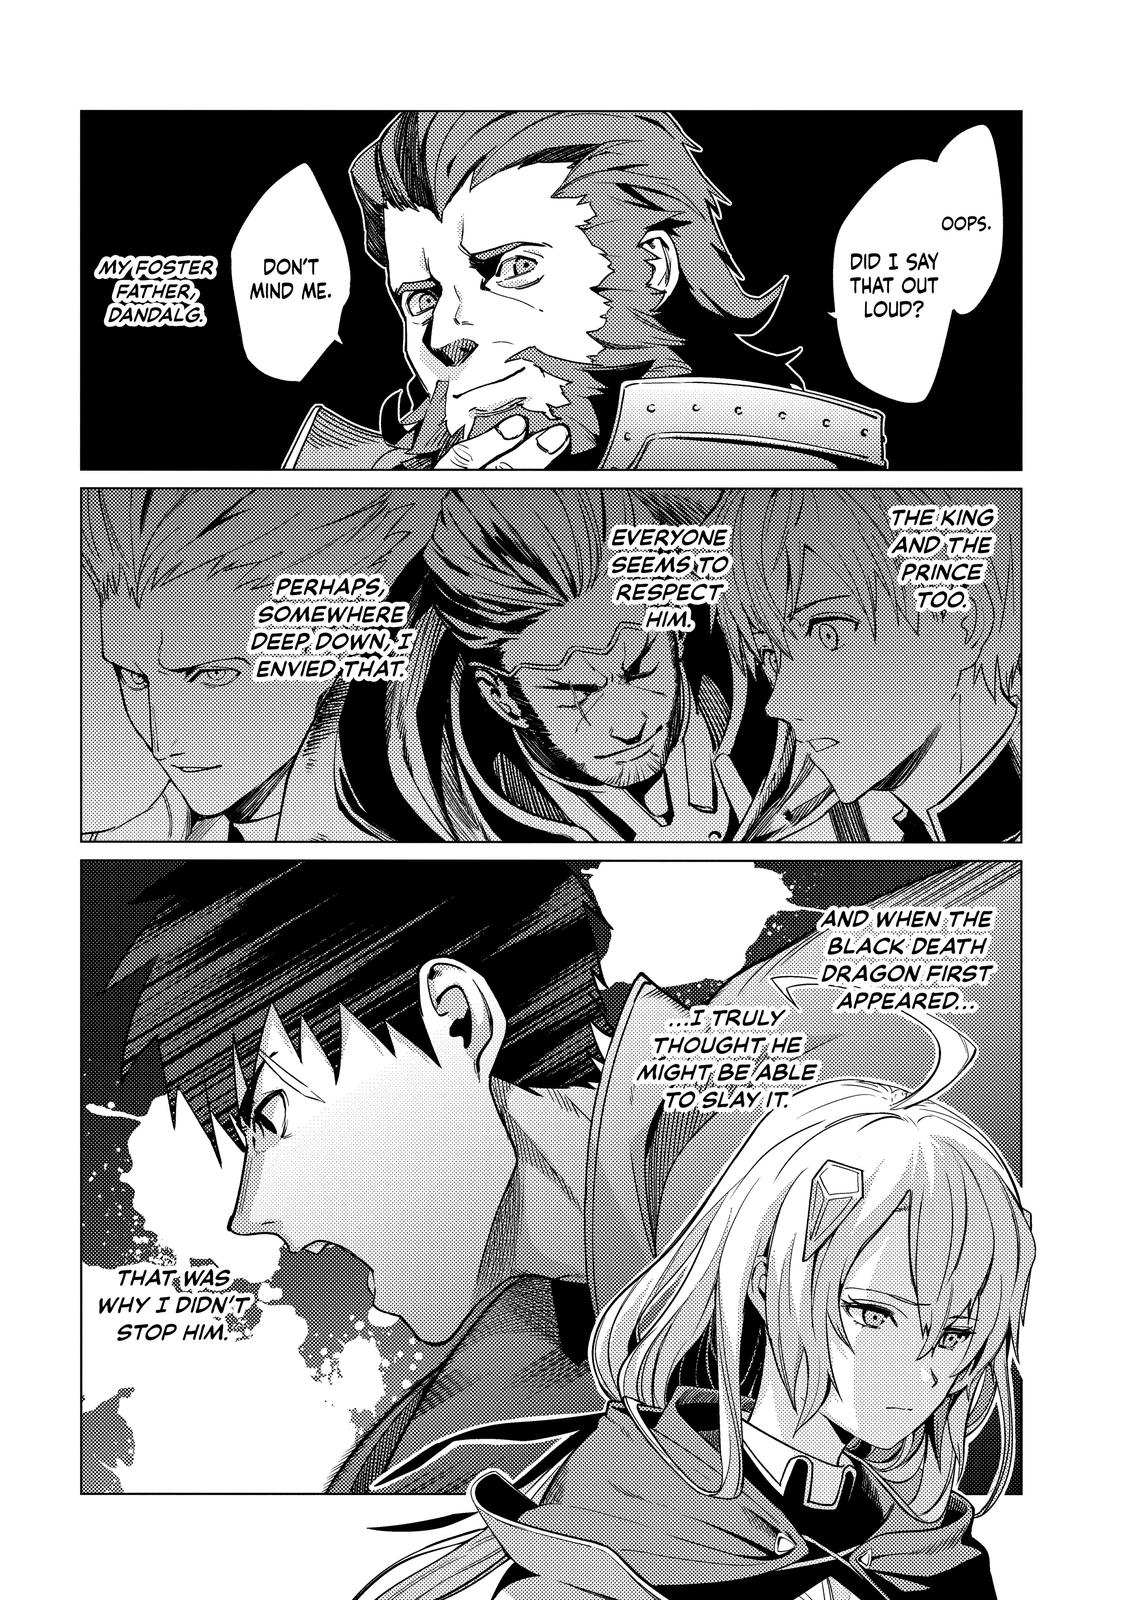 OOPS.
DID I SAY
THAT OUT
LOUD?
DON'T
MIND ME.
MY FOSTER
FATHER,
DANDALG.
THE KING
AND THE
PRINCE
TOO.
EVERYONE
SEEMS TO
RESPECT
HIM.
PERHAPS,
SOMEWHERE
DEEP DOWN, I
ENVIED THAT.
AND WHEN THE
BLACK DEATH
DRAGON FIRST
APPEARED...
...I TRULY
THOUGHT HE
MIGHT BE ABLE
TO SLAY IT.
THAT WAS
WHY I DIDN'T
STOP HIM.